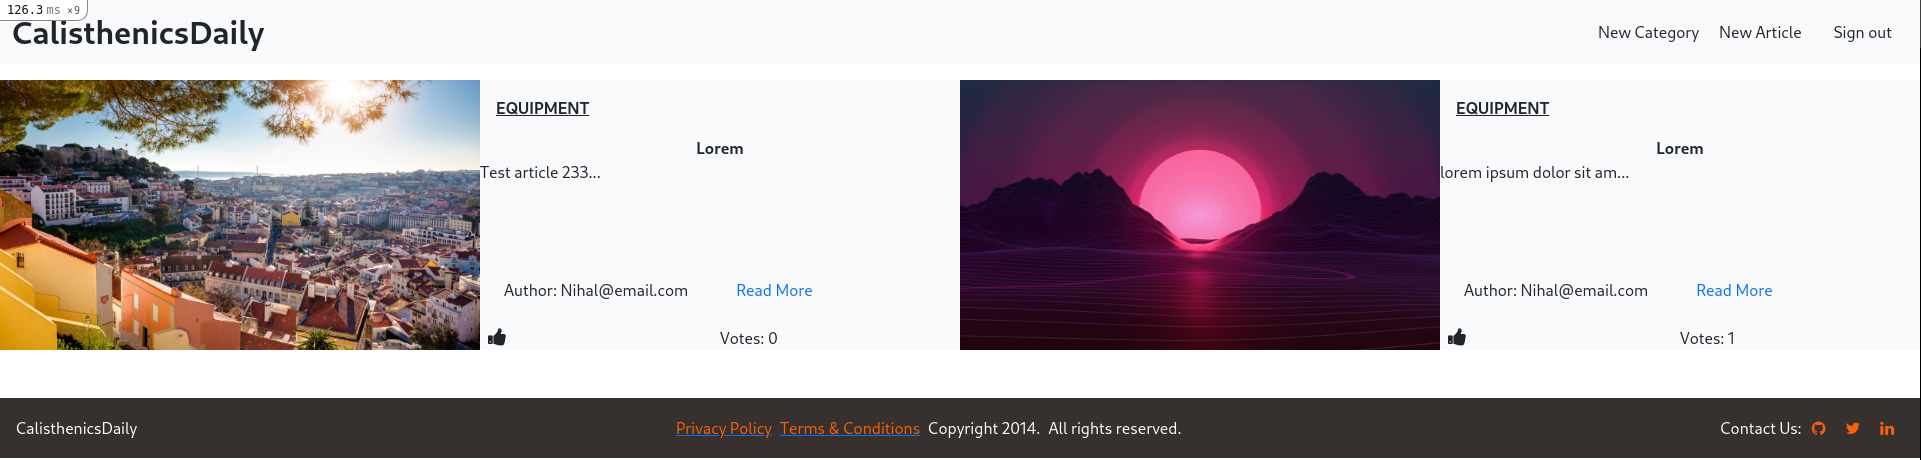 126.3 ms ×9
CalisthenicsDaily
New Category New Article Sign out
EQUIPMENT
Lorem
Test article 233...
Author: Nihal@email.com Read More
Votes: 0
EQUIPMENT
Lorem
lorem ipsum dolor sit am...
Author: Nihal@email.com Read More
Votes: 1
CalisthenicsDaily
Privacy Policy Terms & Conditions Copyright 2014. All rights reserved.
Contact Us: